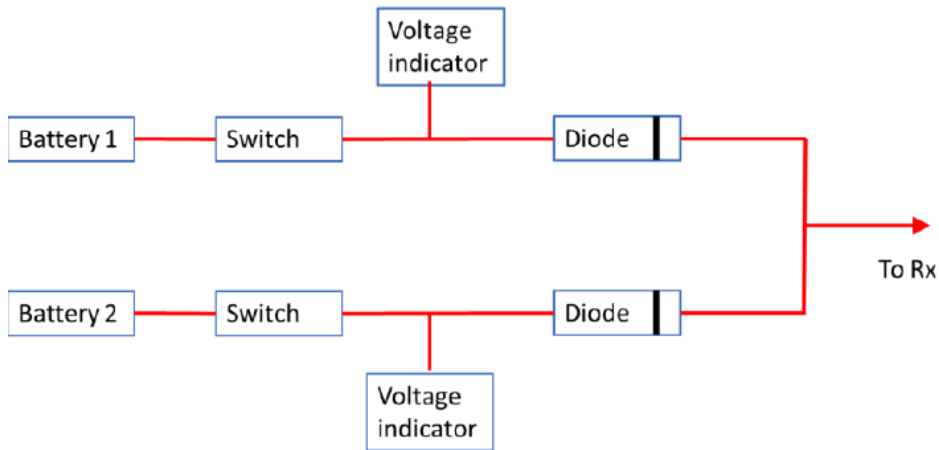 Voltage
indicator
Battery 1
Switch
Diode
To Rx
Battery 2
Switch
Diode
Voltage
indicator